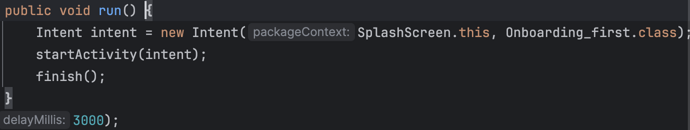 public void run() {
Intent intent = new Intent( packageContext: SplashScreen.this, Onboarding_first.class);
startActivity(intent);
finish();
}
delayMillis: 3000);